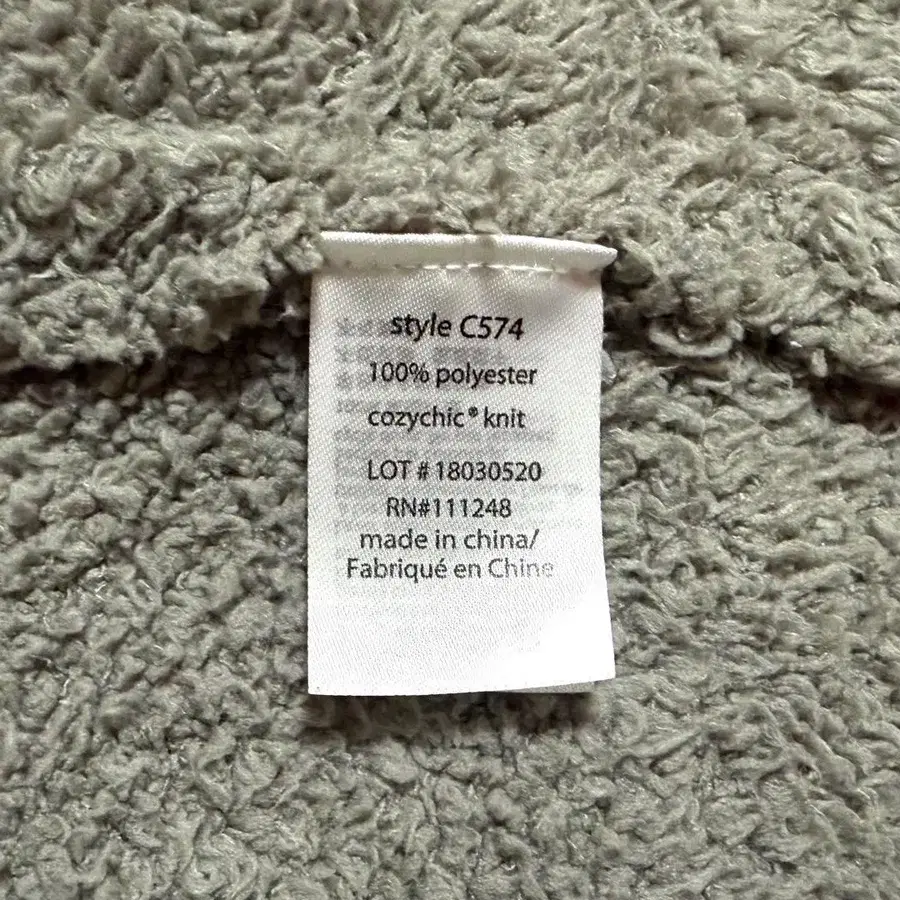 style C574
100% polyester
cozychic® knit
LOT # 18030520
RN#111248
made in china/
Fabriqué en Chine